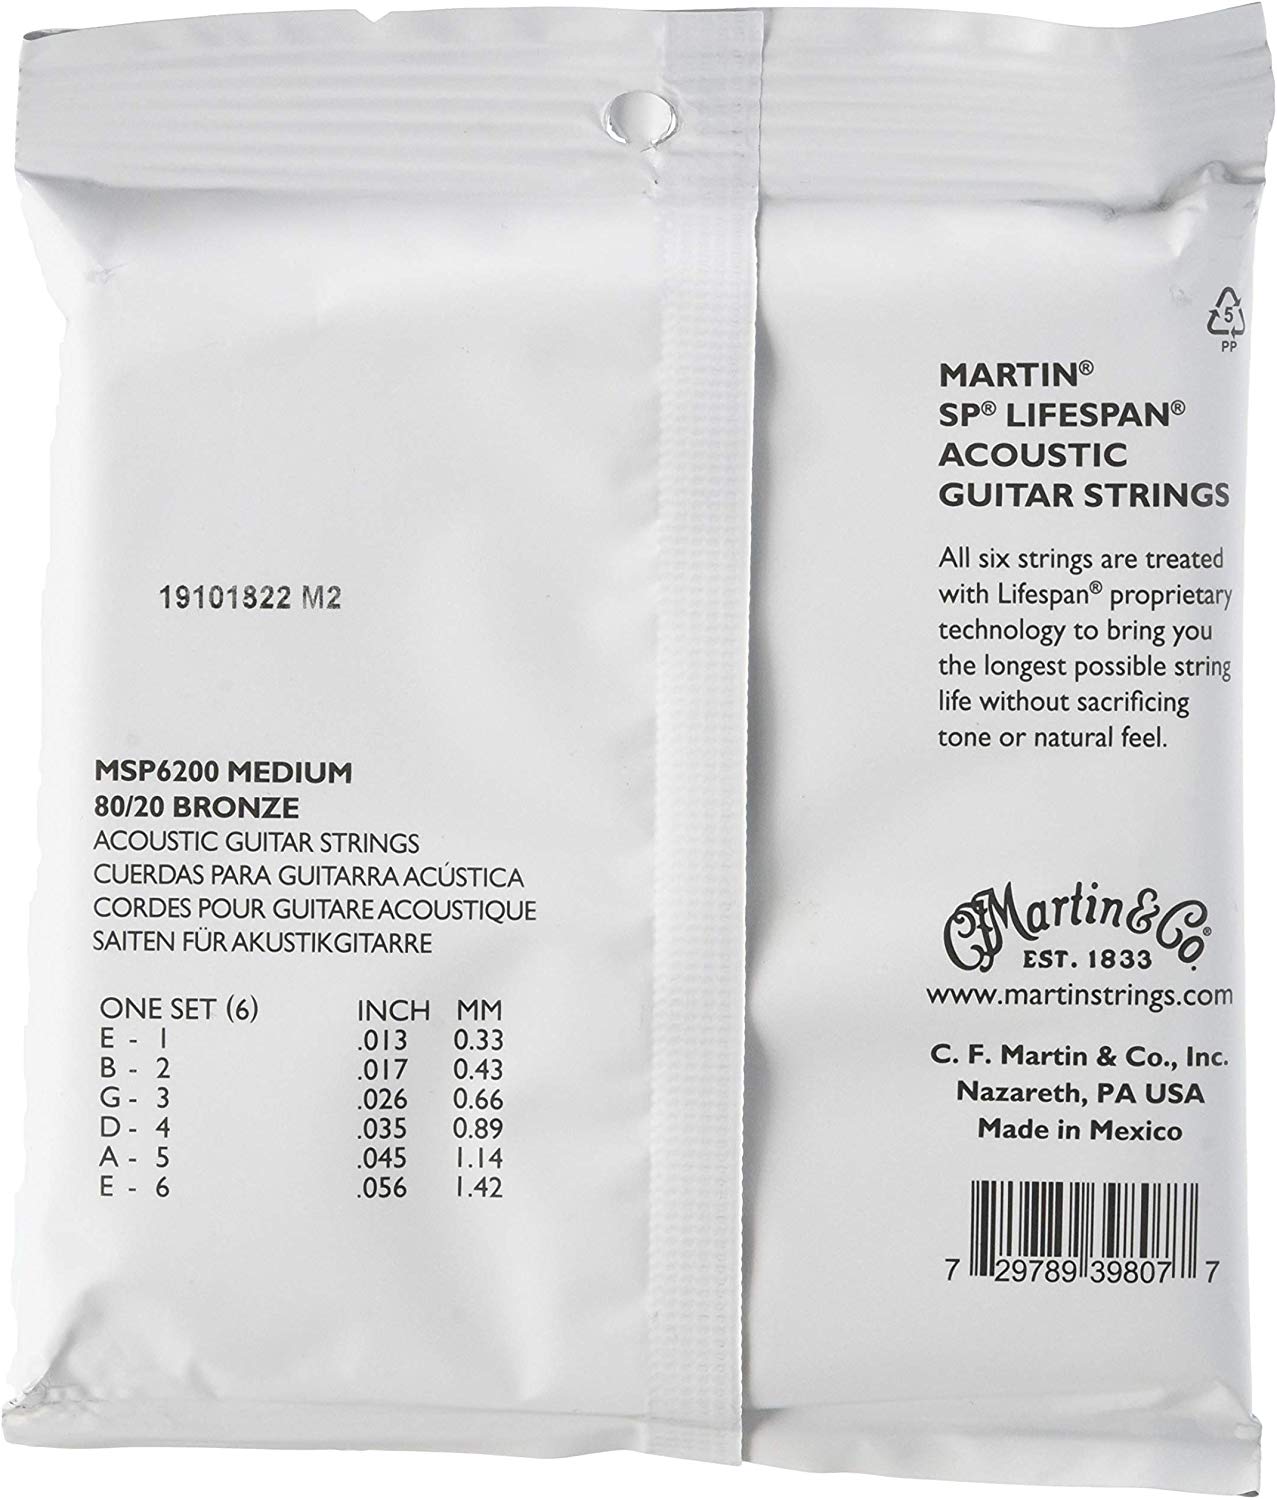 5
PP
MARTIN®
SP® LIFESPAN®
ACOUSTIC
GUITAR STRINGS
All six strings are treated
with Lifespan® proprietary
technology to bring you
the longest possible string
life without sacrificing
tone or natural feel.
19101822 M2
MSP6200 MEDIUM
80/20 BRONZE
ACOUSTIC GUITAR STRINGS
CUERDAS PARA GUITARRA ACÚSTICA
CORDES POUR GUITARE ACOUSTIQUE
SAITEN FÜR AKUSTIKGITARRE
ONE SET (6) INCH MM
E - 1 .013 0.33
B - 2 .017 0.43
G - 3 .026 0.66
D - 4 .035 0.89
A - 5 .045 1.14
E - 6 .056 1.42
CF Martin & Co.®
EST. 1833
www.martinstrings.com
C. F. Martin & Co., Inc.
Nazareth, PA USA
Made in Mexico
7 29789 39807 7